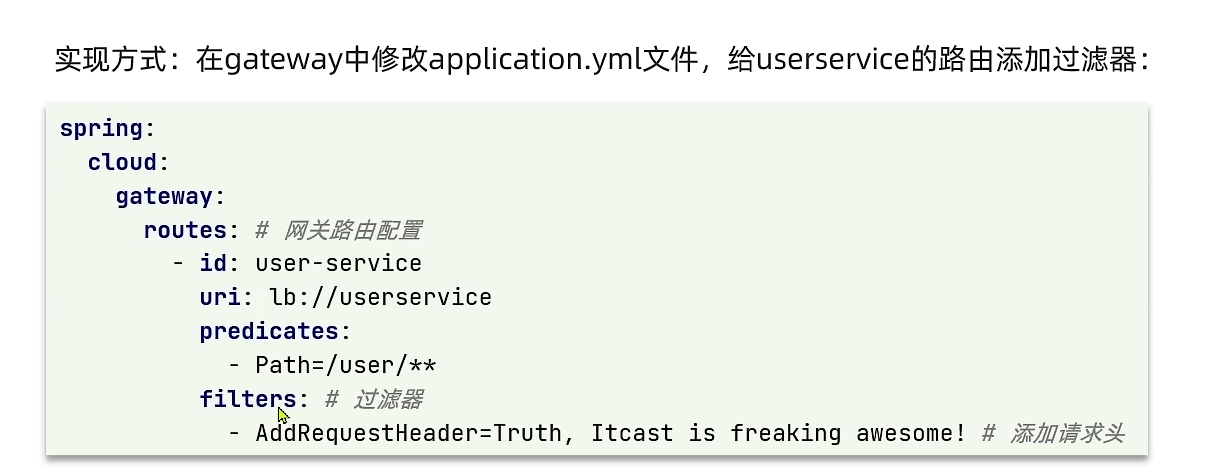 实现方式：在gateway中修改application.yml文件，给userservice的路由添加过滤器：
spring:
  cloud:
    gateway:
      routes: # 网关路由配置
        - id: user-service
          uri: lb://userservice
          predicates:
            - Path=/user/**
          filters: # 过滤器
            - AddRequestHeader=Truth, Itcast is freaking awesome! # 添加请求头